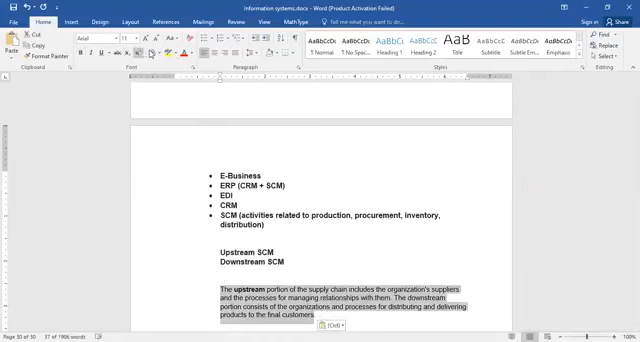 Information systems.docx - Word (Product Activation Failed)
File Home Insert Design Layout References Mailings Review View MathType Tell me what you want to do... Sign in Share
Paste Cut Copy Format Painter
Arial 11
AaBbCcDc AaBbCcDc AaBbC AaBbCcC AaB AaBbCcD AaBbCcDc AaBbCcDc
¶ Normal ¶ No Spac... Heading 1 Heading 2 Title Subtitle Subtle Em... Emphasis
Find
Replace
Select
Clipboard Font Paragraph Styles Editing
• E-Business
• ERP (CRM + SCM)
• EDI
• CRM
• SCM (activities related to production, procurement, inventory,
distribution)
Upstream SCM
Downstream SCM
The upstream portion of the supply chain includes the organization's suppliers
and the processes for managing relationships with them. The downstream
portion consists of the organizations and processes for distributing and delivering
products to the final customers.
(Ctrl)
Page 30 of 30 37 of 1906 words 100%